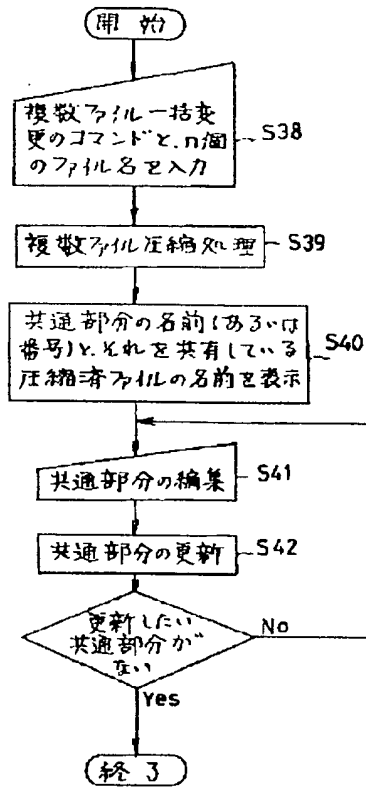 開始
複数ファイル一括変
更のコマンドと、n個
のファイル名を入力
S38
複数ファイル圧縮処理
S39
共通部分の名前(あるいは
番号)と、それを共有している
圧縮済ファイルの名前を表示
S40
共通部分の編集
S41
共通部分の更新
S42
更新したい
共通部分が
ない
No
Yes
終了